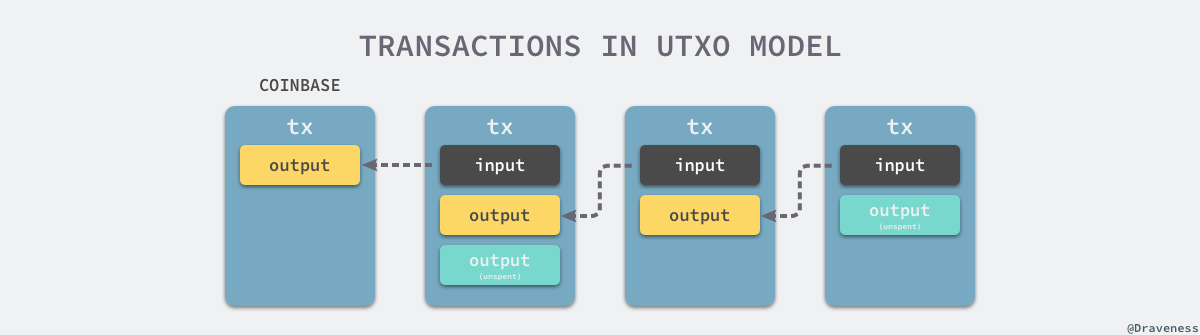 TRANSACTIONS IN UTXO MODEL
COINBASE
tx
output
tx
input
output
output
(unspent)
tx
input
output
tx
input
output
(unspent)
@Draveness